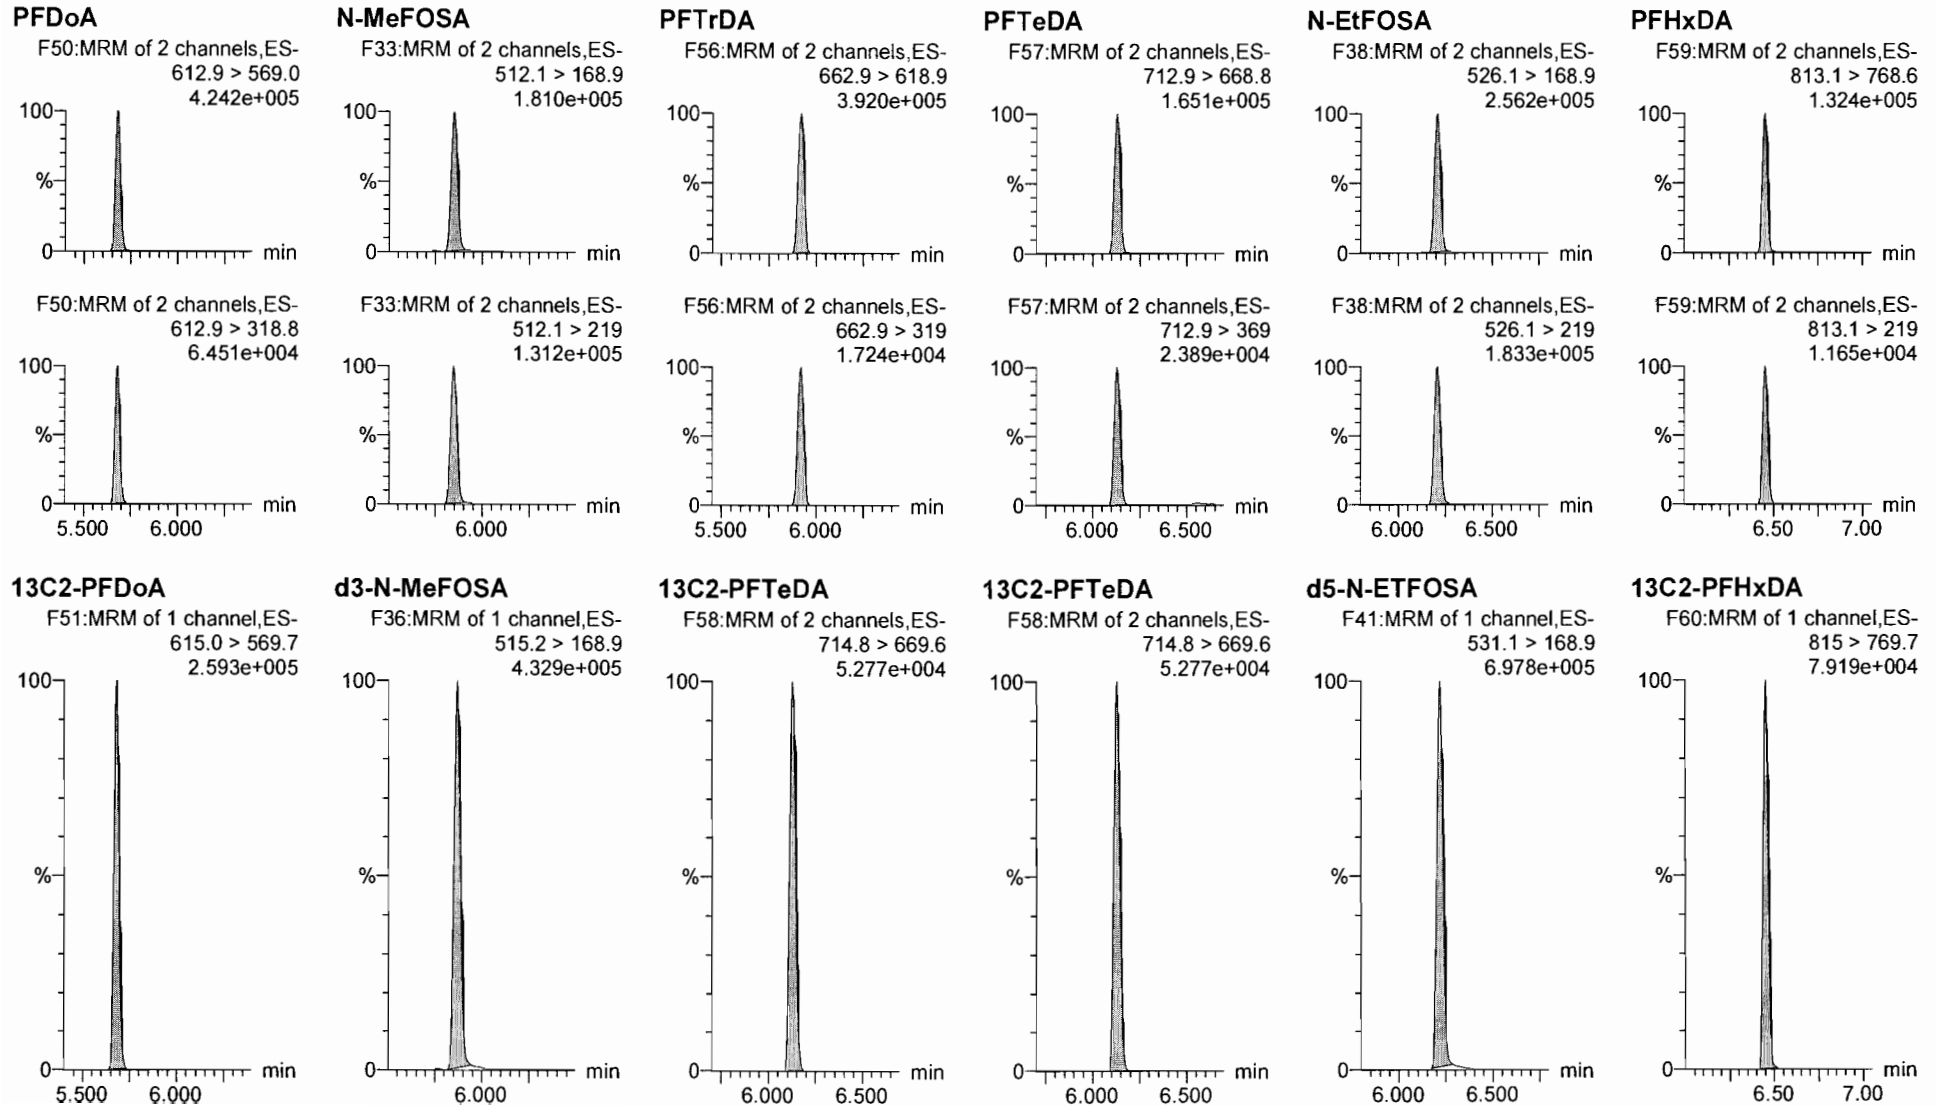 PFDoA
F50:MRM of 2 channels,ES-
612.9 > 569.0
4.242e+005
100
%
0
min
N-MeFOSA
F33:MRM of 2 channels,ES-
512.1 > 168.9
1.810e+005
100
%
0
min
PFTrDA
F56:MRM of 2 channels,ES-
662.9 > 618.9
3.920e+005
100
%
0
min
PFTeDA
F57:MRM of 2 channels,ES-
712.9 > 668.8
1.651e+005
100
%
0
min
N-EtFOSA
F38:MRM of 2 channels,ES-
526.1 > 168.9
2.562e+005
100
%
0
min
PFHxDA
F59:MRM of 2 channels,ES-
813.1 > 768.6
1.324e+005
100
%
0
min
F50:MRM of 2 channels,ES-
612.9 > 318.8
6.451e+004
100
%
0
min
5.500 6.000
F33:MRM of 2 channels,ES-
512.1 > 219
1.312e+005
100
%
0
min
6.000
F56:MRM of 2 channels,ES-
662.9 > 319
1.724e+004
100
%
0
min
5.500 6.000
F57:MRM of 2 channels,ES-
712.9 > 369
2.389e+004
100
%
0
min
6.000 6.500
F38:MRM of 2 channels,ES-
526.1 > 219
1.833e+005
100
%
0
min
6.000 6.500
F59:MRM of 2 channels,ES-
813.1 > 219
1.165e+004
100
%
0
min
6.50 7.00
13C2-PFDoA
F51:MRM of 1 channel,ES-
615.0 > 569.7
2.593e+005
100
%
0
min
5.500 6.000
d3-N-MeFOSA
F36:MRM of 1 channel,ES-
515.2 > 168.9
4.329e+005
100
%
0
min
6.000
13C2-PFTeDA
F58:MRM of 2 channels,ES-
714.8 > 669.6
5.277e+004
100
%
0
min
6.000 6.500
13C2-PFTeDA
F58:MRM of 2 channels,ES-
714.8 > 669.6
5.277e+004
100
%
0
min
6.000 6.500
d5-N-ETFOSA
F41:MRM of 1 channel,ES-
531.1 > 168.9
6.978e+005
100
%
0
min
6.000 6.500
13C2-PFHxDA
F60:MRM of 1 channel,ES-
815 > 769.7
7.919e+004
100
%
0
min
6.50 7.00